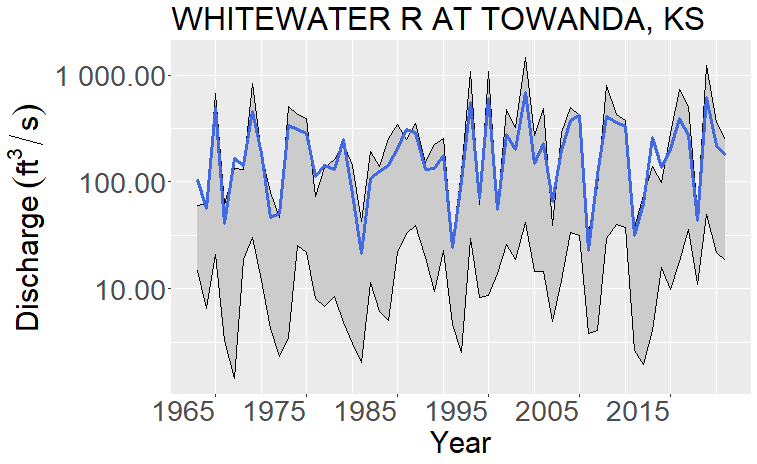 WHITEWATER R AT TOWANDA, KS
Discharge (ft³/s)
1 000.00
100.00
10.00
1965 1975 1985 1995 2005 2015
Year